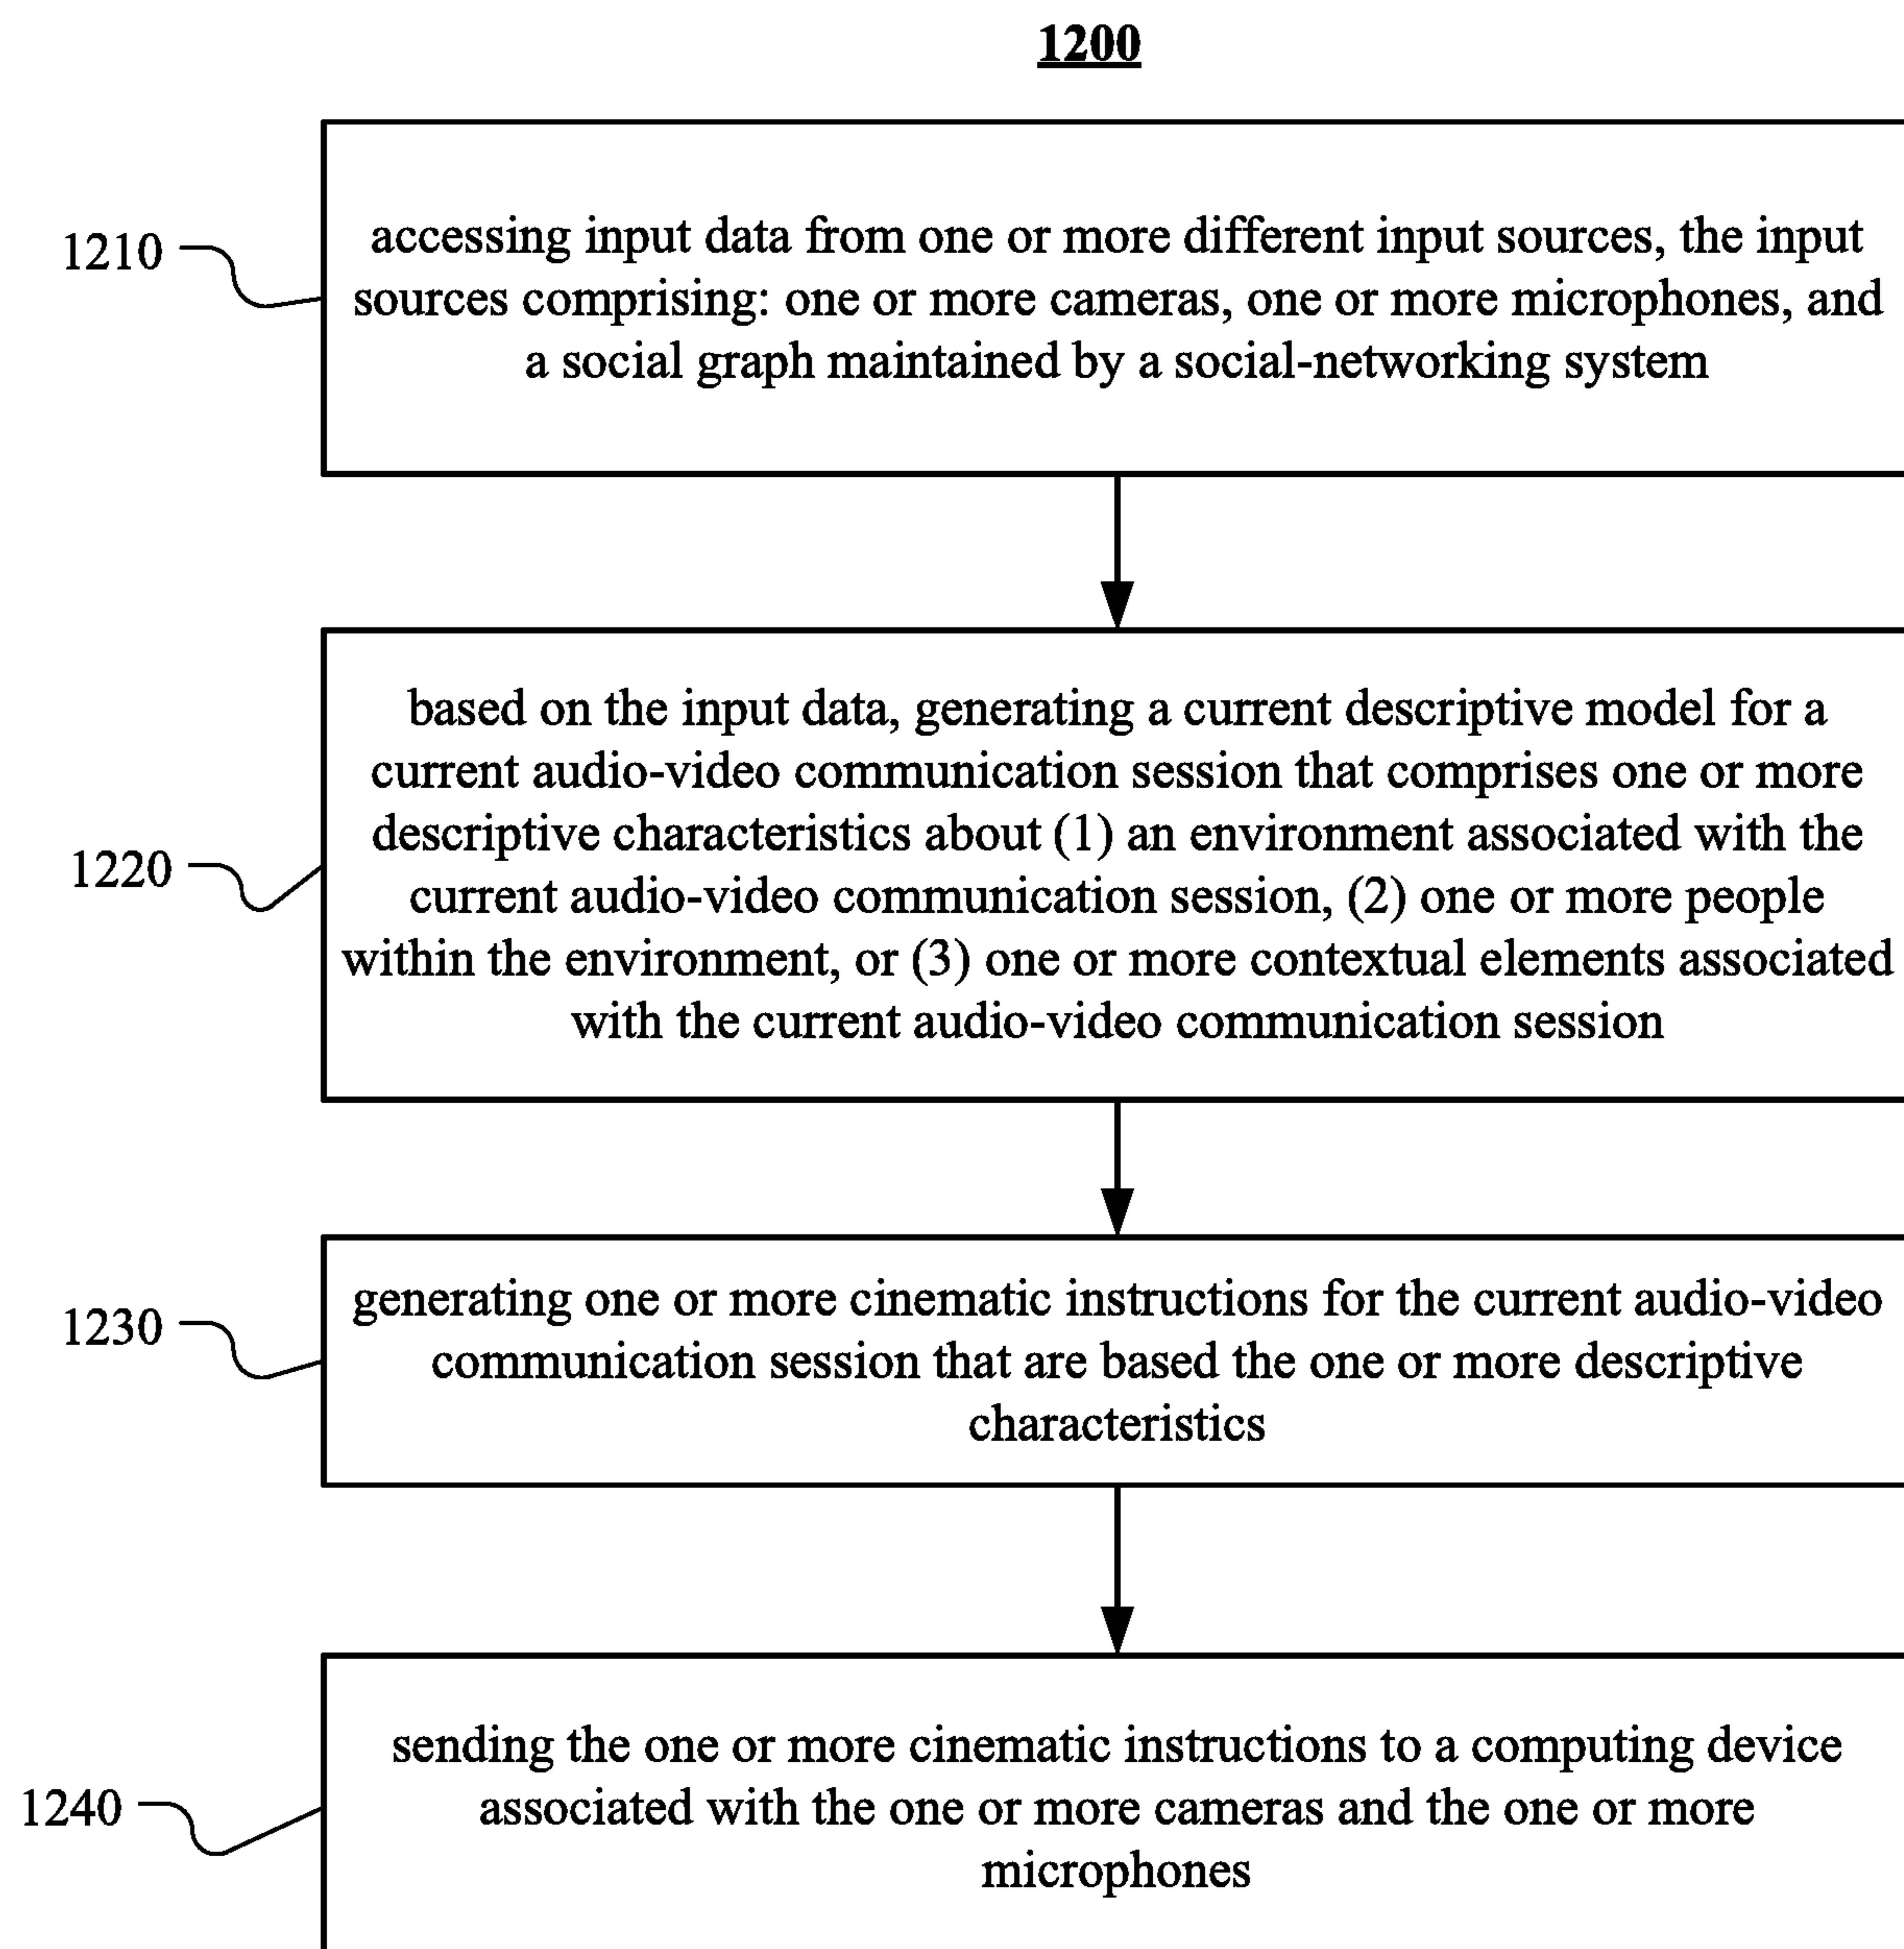 1200
1210
accessing input data from one or more different input sources, the input
sources comprising: one or more cameras, one or more microphones, and
a social graph maintained by a social-networking system
1220
based on the input data, generating a current descriptive model for a
current audio-video communication session that comprises one or more
descriptive characteristics about (1) an environment associated with the
current audio-video communication session, (2) one or more people
within the environment, or (3) one or more contextual elements associated
with the current audio-video communication session
1230
generating one or more cinematic instructions for the current audio-video
communication session that are based the one or more descriptive
characteristics
1240
sending the one or more cinematic instructions to a computing device
associated with the one or more cameras and the one or more
microphones